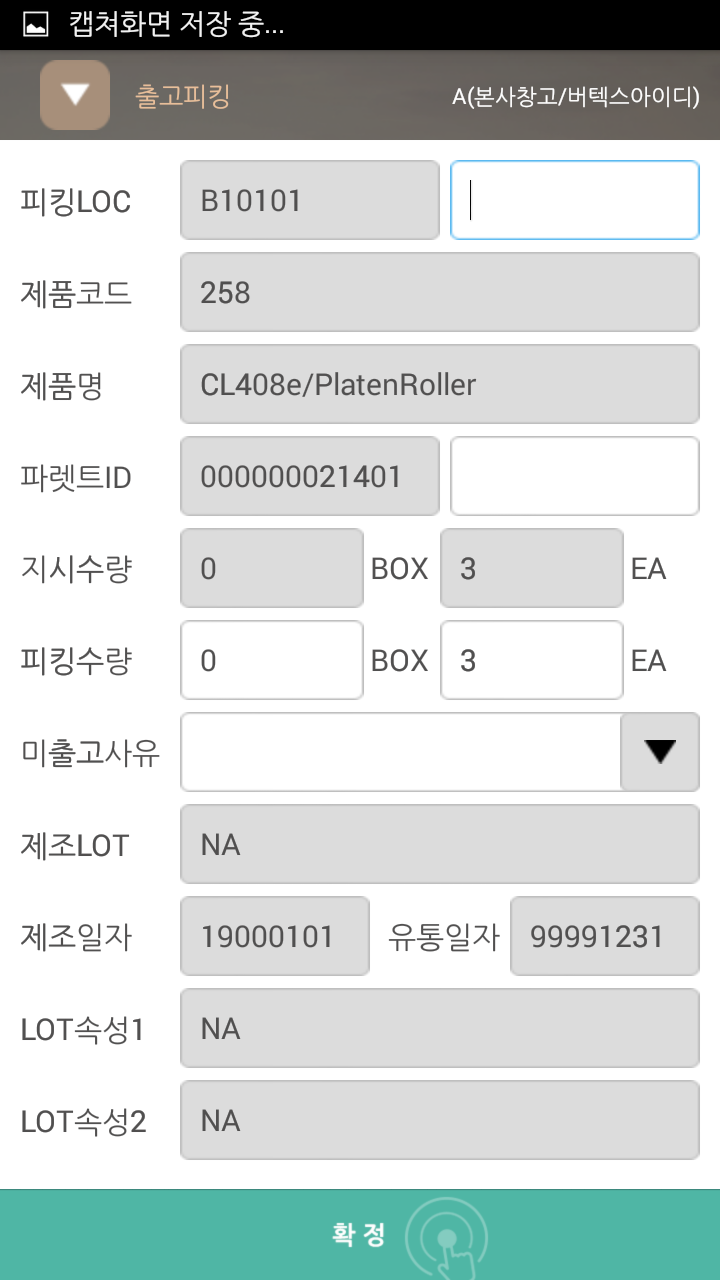 캡쳐화면 저장 중...
출고피킹 A(본사창고/버텍스아이디)
피킹LOC B10101
제품코드 258
제품명 CL408e/PlatenRoller
파렛트ID 000000021401
지시수량 0 BOX 3 EA
피킹수량 0 BOX 3 EA
미출고사유
제조LOT NA
제조일자 19000101 유통일자 99991231
LOT속성1 NA
LOT속성2 NA
확 정